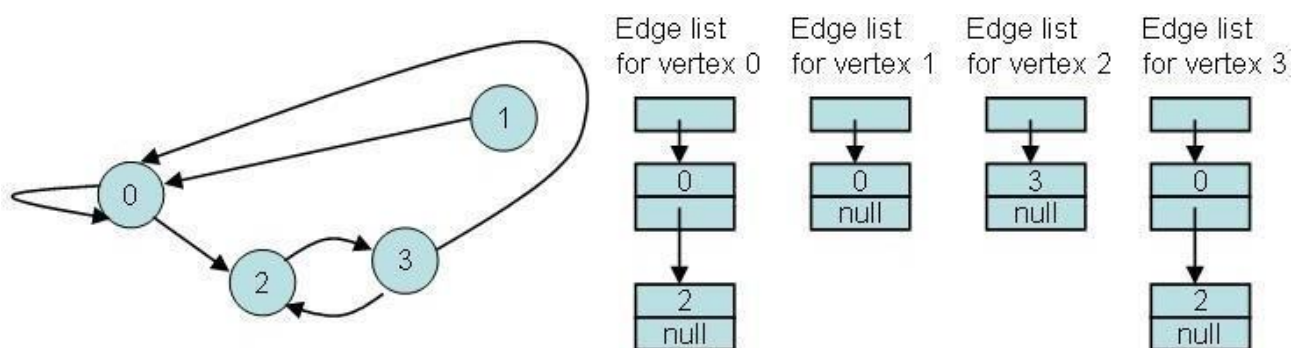 0
1
2
3
Edge list
for vertex 0
0
2
null
Edge list
for vertex 1
0
null
Edge list
for vertex 2
3
null
Edge list
for vertex 3
0
2
null